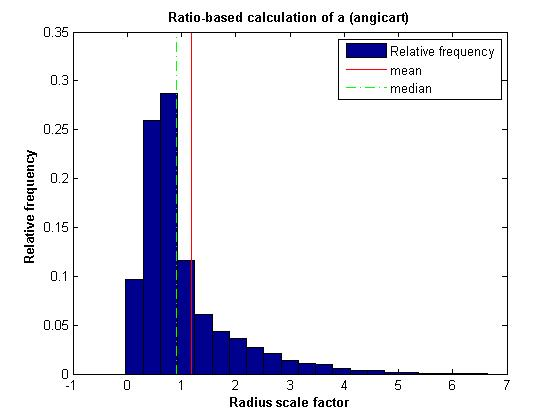 Ratio-based calculation of a (angicart)
0.35
0.3
0.25
0.2
0.15
0.1
0.05
0
Relative frequency
Relative frequency
mean
median
-1 0 1 2 3 4 5 6 7
Radius scale factor